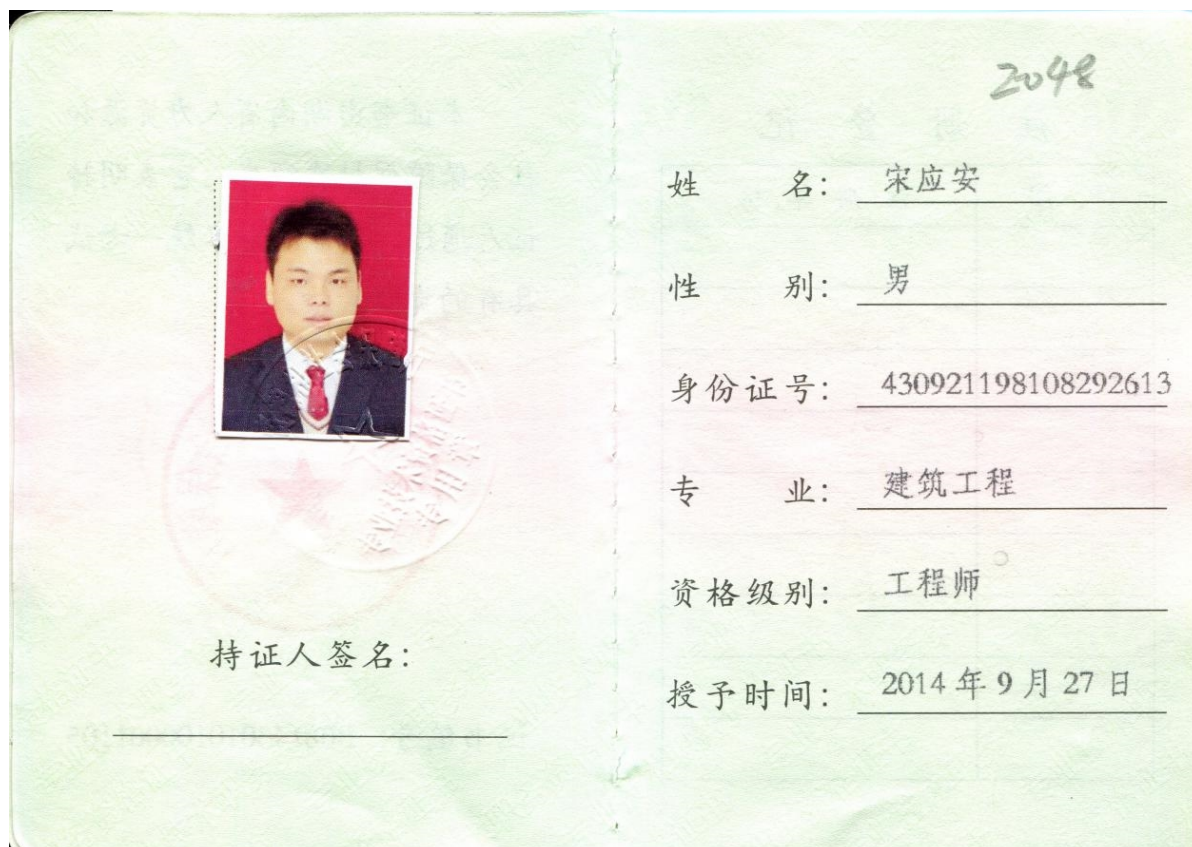 持证人签名：
2048
姓 名： 宋应安
性 别： 男
身份证号： 430921198108292613
专 业： 建筑工程
资格级别： 工程师
授予时间： 2014 年 9 月 27 日